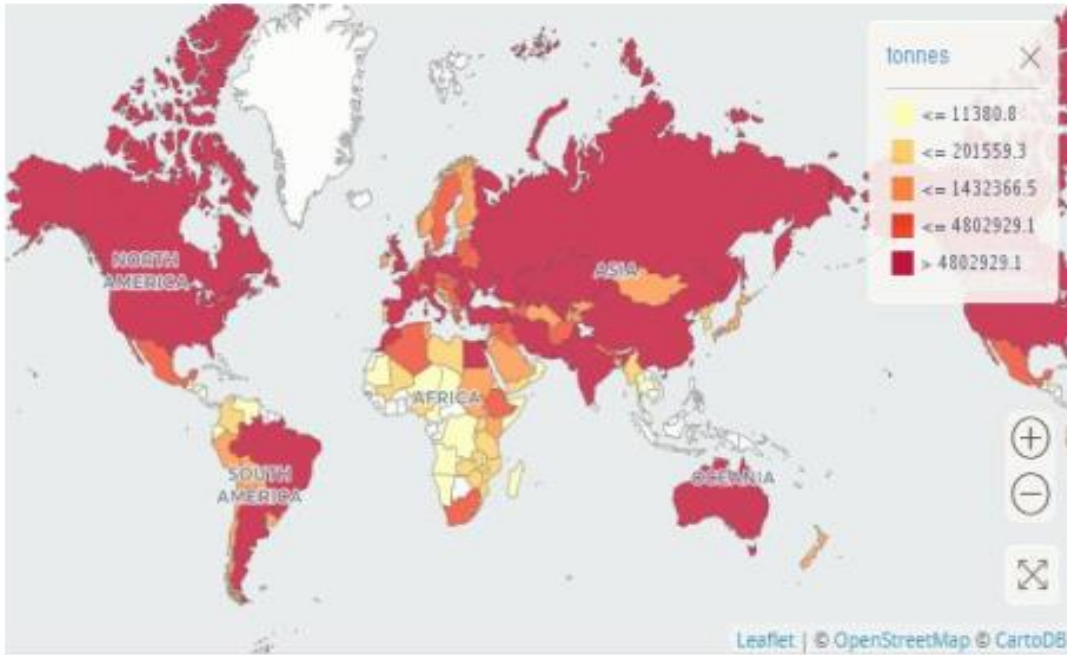 tonnes
<= 11380.8
<= 201559.3
<= 1432366.5
<= 4802929.1
> 4802929.1
NORTH
AMERICA
ASIA
AFRICA
SOUTH
AMERICA
OCEANIA
Leaflet | © OpenStreetMap © CartoDB